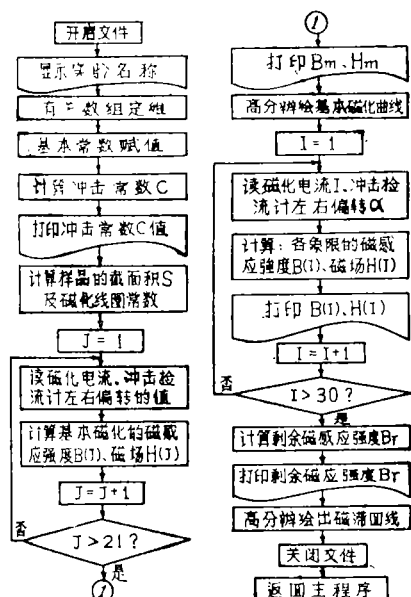 开启文件
显示实验名称
有关数组定维
基本常数赋值
计算冲击常数C
打印冲击常数C值
计算样品的截面积S
及磁化线圈常数
J=1
读磁化电流、冲击检
流计左右偏转的值
计算基本磁化的磁感
应强度B(J)、磁场H(J)
J=J+1
J>21?
否
是
1
1
打印Bm、Hm
高分辨绘基本磁化曲线
I=1
读磁化电流I、冲击检
流计左右偏转α
计算:各象限的磁感
应强度B(I)、磁场H(I)
打印B(I)、H(I)
I=I+1
否
I>30?
是
计算剩余磁感应强度Br
打印剩余磁应强度Br
高分辨绘出磁滞回线
关闭文件
返回主程序